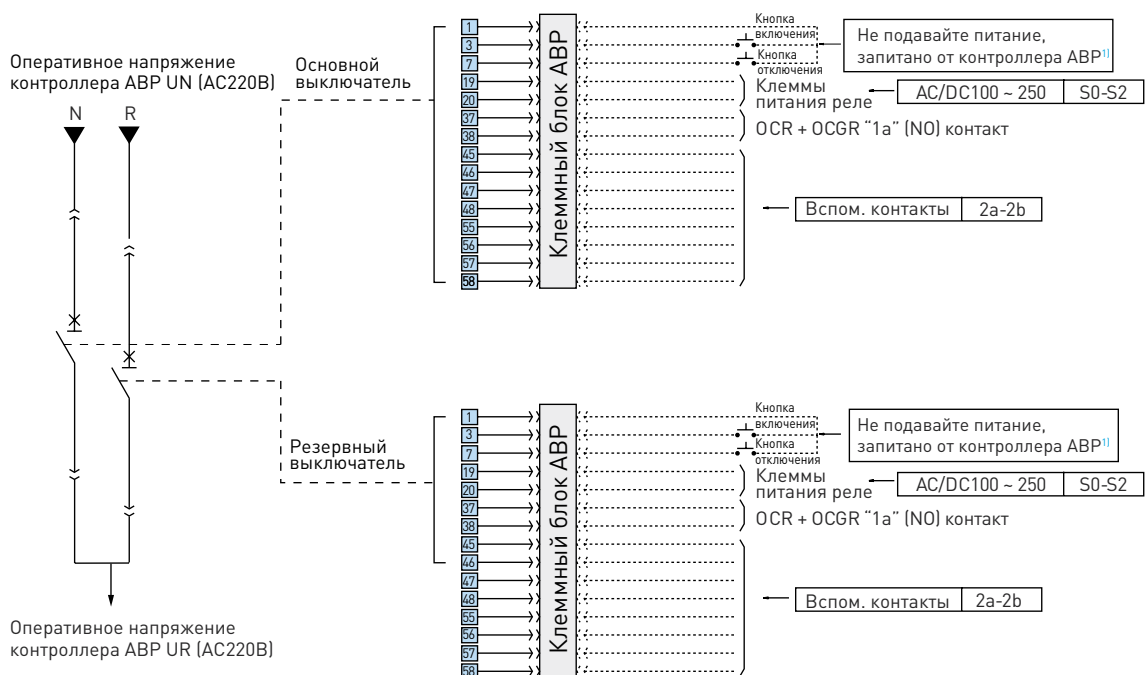 Оперативное напряжение
контроллера АВР UN (AC220В)
N
R
Основной
выключатель
1
3
7
19
20
37
38
45
46
47
48
55
56
57
58
Клеммный блок АВР
Кнопка
включения
Кнопка
отключения
Не подавайте питание,
запитано от контроллера АВР1)
Клеммы
питания реле
AC/DC100 ~ 250
S0-S2
OCR + OCGR “1a” (NO) контакт
Вспом. контакты
2a-2b
Резервный
выключатель
1
3
7
19
20
37
38
45
46
47
48
55
56
57
58
Клеммный блок АВР
Кнопка
включения
Кнопка
отключения
Не подавайте питание,
запитано от контроллера АВР1)
Клеммы
питания реле
AC/DC100 ~ 250
S0-S2
OCR + OCGR “1a” (NO) контакт
Вспом. контакты
2a-2b
Оперативное напряжение
контроллера АВР UR (AC220В)